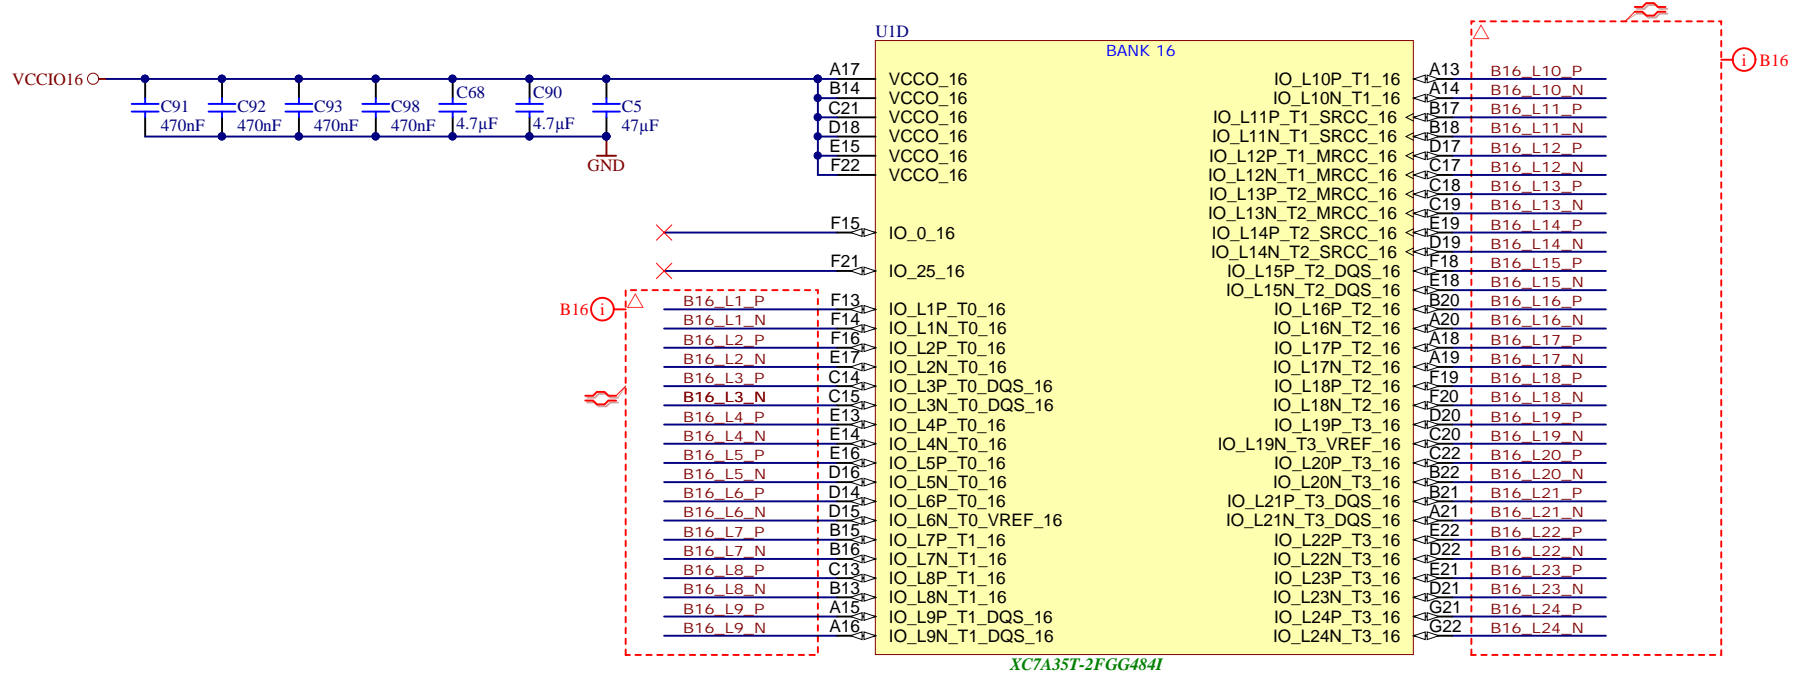 U1D
BANK 16
B16
VCCIO16
C91
470nF
C92
470nF
C93
470nF
C98
470nF
C68
4.7µF
C90
4.7µF
C5
47µF
GND
A17 VCCO_16
B14 VCCO_16
C21 VCCO_16
D18 VCCO_16
E15 VCCO_16
F22 VCCO_16
F15 IO_0_16
F21 IO_25_16
B16
B16_L1_P F13 IO_L1P_T0_16
B16_L1_N F14 IO_L1N_T0_16
B16_L2_P F16 IO_L2P_T0_16
B16_L2_N E17 IO_L2N_T0_16
B16_L3_P C14 IO_L3P_T0_DQS_16
B16_L3_N C15 IO_L3N_T0_DQS_16
B16_L4_P E13 IO_L4P_T0_16
B16_L4_N E14 IO_L4N_T0_16
B16_L5_P E16 IO_L5P_T0_16
B16_L5_N D16 IO_L5N_T0_16
B16_L6_P D14 IO_L6P_T0_16
B16_L6_N D15 IO_L6N_T0_VREF_16
B16_L7_P B15 IO_L7P_T1_16
B16_L7_N B16 IO_L7N_T1_16
B16_L8_P C13 IO_L8P_T1_16
B16_L8_N B13 IO_L8N_T1_16
B16_L9_P A15 IO_L9P_T1_DQS_16
B16_L9_N A16 IO_L9N_T1_DQS_16
IO_L10P_T1_16 A13 B16_L10_P
IO_L10N_T1_16 A14 B16_L10_N
IO_L11P_T1_SRCC_16 B17 B16_L11_P
IO_L11N_T1_SRCC_16 B18 B16_L11_N
IO_L12P_T1_MRCC_16 D17 B16_L12_P
IO_L12N_T1_MRCC_16 C17 B16_L12_N
IO_L13P_T2_MRCC_16 C18 B16_L13_P
IO_L13N_T2_MRCC_16 C19 B16_L13_N
IO_L14P_T2_SRCC_16 E19 B16_L14_P
IO_L14N_T2_SRCC_16 D19 B16_L14_N
IO_L15P_T2_DQS_16 F18 B16_L15_P
IO_L15N_T2_DQS_16 E18 B16_L15_N
IO_L16P_T2_16 B20 B16_L16_P
IO_L16N_T2_16 A20 B16_L16_N
IO_L17P_T2_16 A18 B16_L17_P
IO_L17N_T2_16 A19 B16_L17_N
IO_L18P_T2_16 F19 B16_L18_P
IO_L18N_T2_16 F20 B16_L18_N
IO_L19P_T3_16 D20 B16_L19_P
IO_L19N_T3_VREF_16 C20 B16_L19_N
IO_L20P_T3_16 C22 B16_L20_P
IO_L20N_T3_16 B22 B16_L20_N
IO_L21P_T3_DQS_16 B21 B16_L21_P
IO_L21N_T3_DQS_16 A21 B16_L21_N
IO_L22P_T3_16 E22 B16_L22_P
IO_L22N_T3_16 D22 B16_L22_N
IO_L23P_T3_16 E21 B16_L23_P
IO_L23N_T3_16 D21 B16_L23_N
IO_L24P_T3_16 G21 B16_L24_P
IO_L24N_T3_16 G22 B16_L24_N
XC7A35T-2FGG484I